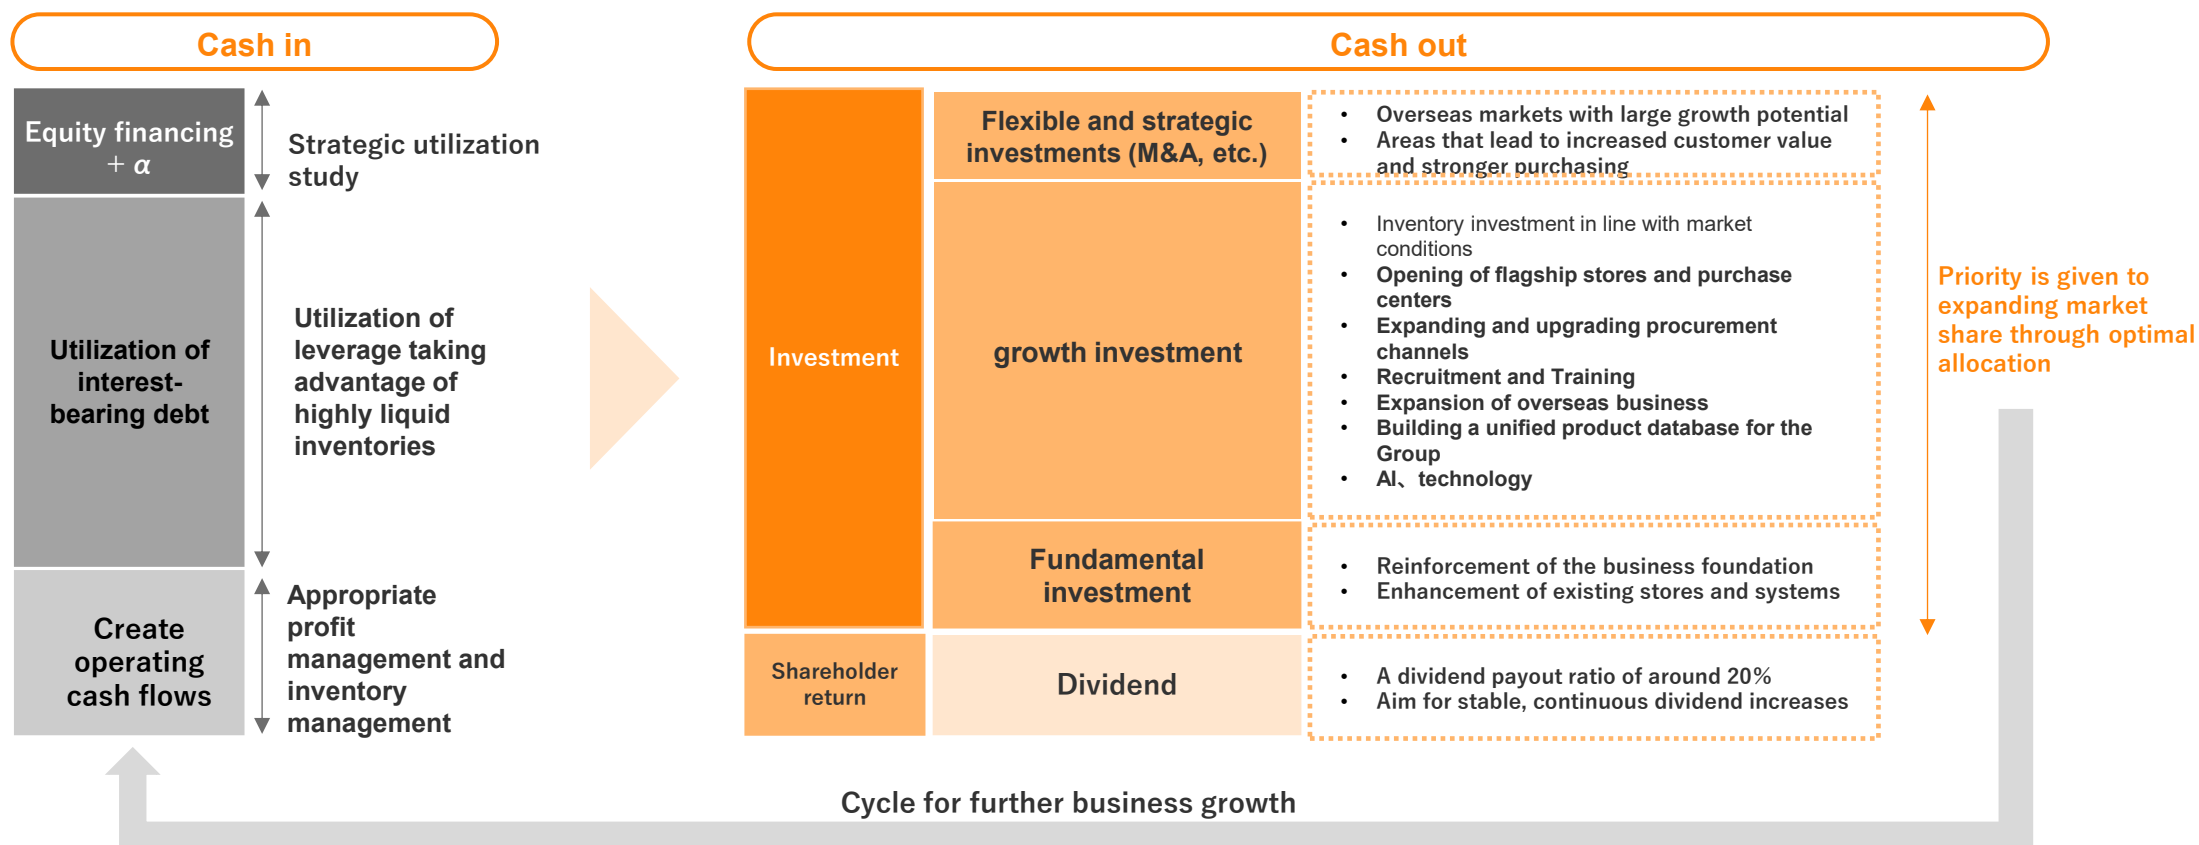 Cash in
Equity financing
+ α
Strategic utilization
study
Utilization of
interest-
bearing debt
Utilization of
leverage taking
advantage of
highly liquid
inventories
Create
operating
cash flows
Appropriate
profit
management and
inventory
management
Cash out
Investment
Flexible and strategic
investments (M&A, etc.)
• Overseas markets with large growth potential
• Areas that lead to increased customer value
and stronger purchasing
growth investment
• Inventory investment in line with market
conditions
• Opening of flagship stores and purchase
centers
• Expanding and upgrading procurement
channels
• Recruitment and Training
• Expansion of overseas business
• Building a unified product database for the
Group
• AI、technology
Fundamental
investment
• Reinforcement of the business foundation
• Enhancement of existing stores and systems
Shareholder
return
Dividend
• A dividend payout ratio of around 20%
• Aim for stable, continuous dividend increases
Priority is given to
expanding market
share through optimal
allocation
Cycle for further business growth